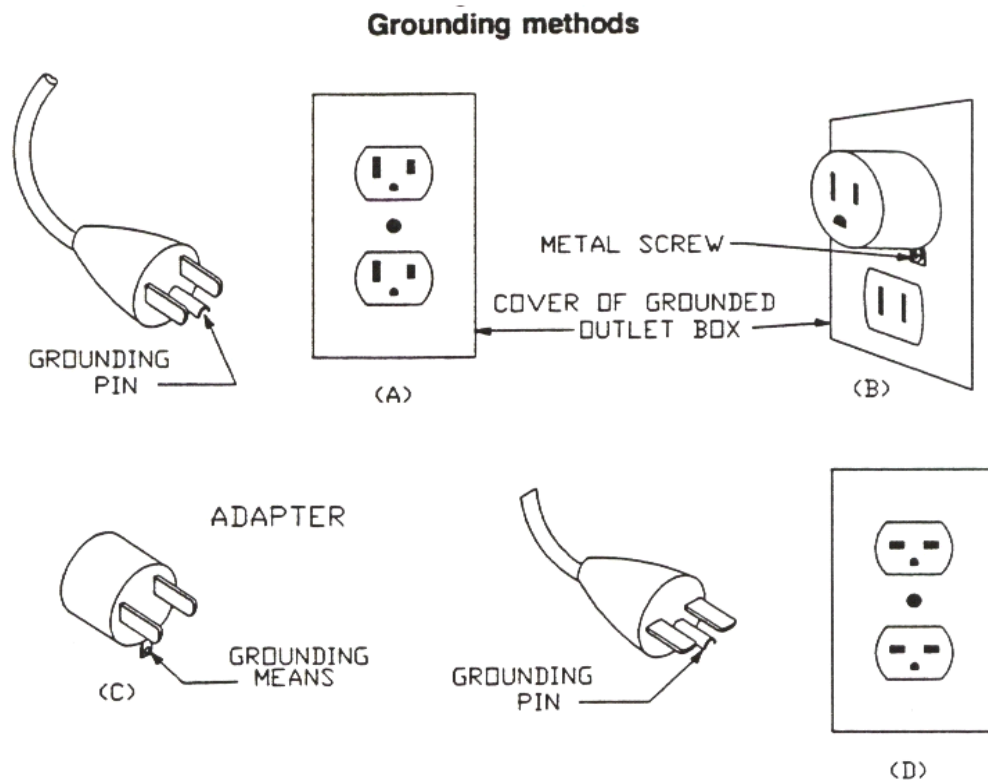 Grounding methods
METAL SCREW
COVER OF GROUNDED
OUTLET BOX
GROUNDING
PIN
(A)
(B)
ADAPTER
GROUNDING
MEANS
(C)
GROUNDING
PIN
(D)